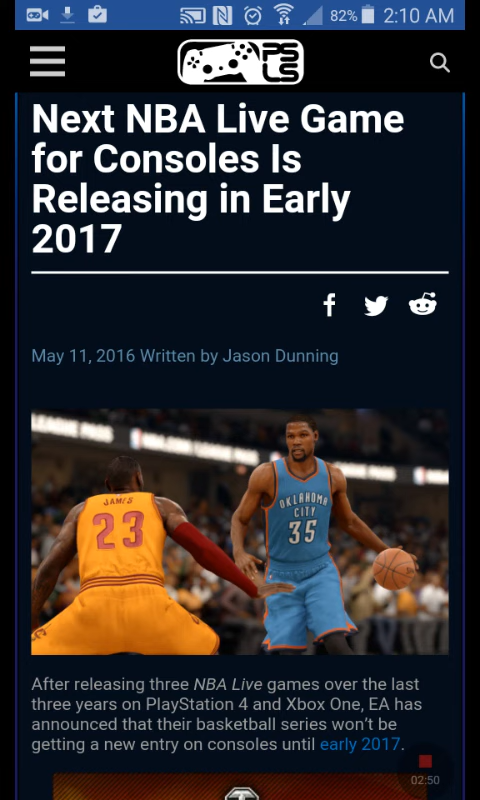 82% 2:10 AM
PS
LS
Next NBA Live Game
for Consoles Is
Releasing in Early
2017
May 11, 2016 Written by Jason Dunning
LEAGUE PASS
JAMES
23
OKLAHOMA
CITY
35
After releasing three NBA Live games over the last
three years on PlayStation 4 and Xbox One, EA has
announced that their basketball series won't be
getting a new entry on consoles until early 2017.
02:50